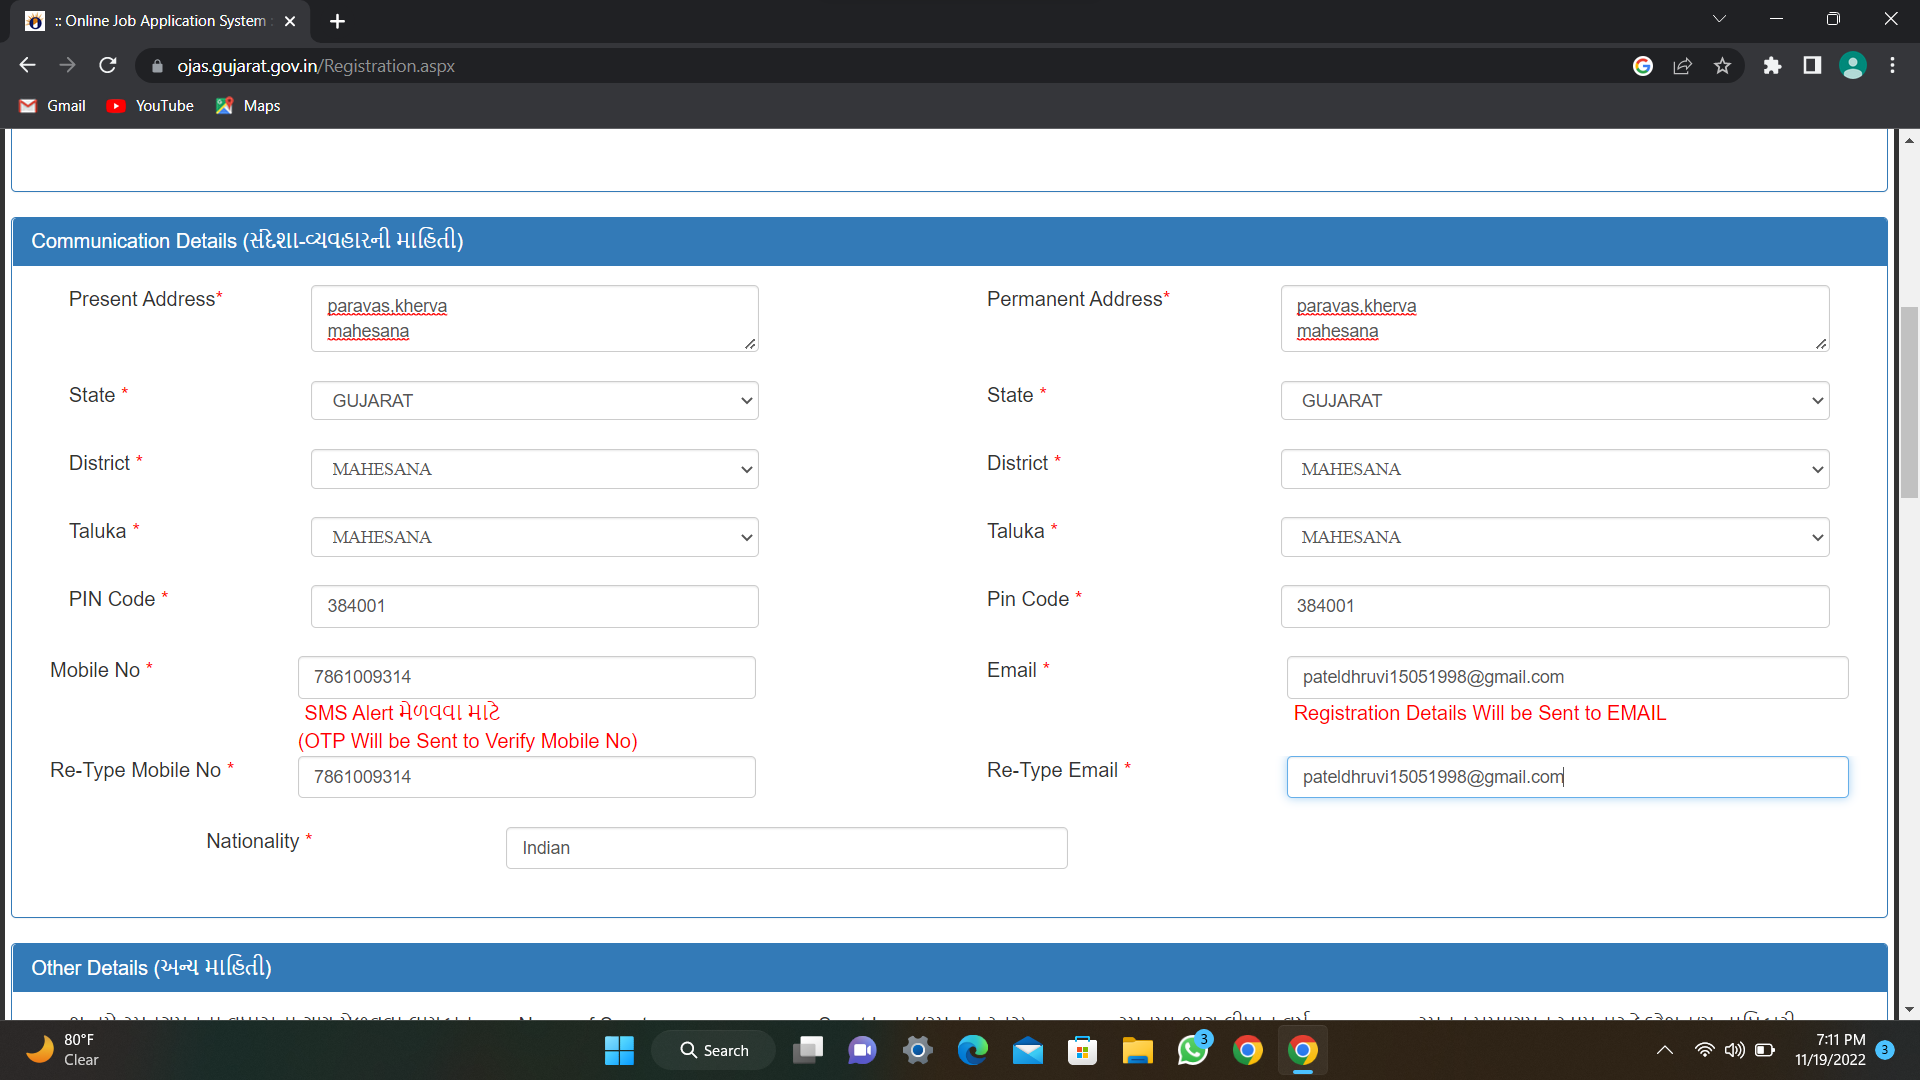 :: Online Job Application System :
ojas.gujarat.gov.in/Registration.aspx
Gmail YouTube Maps
Communication Details (સંદેશા-વ્યવહારની માહિતી)
Present Address* paravas,kherva Permanent Address* paravas,kherva
mahesana mahesana
State * GUJARAT State * GUJARAT
District * MAHESANA District * MAHESANA
Taluka * MAHESANA Taluka * MAHESANA
PIN Code * 384001 Pin Code * 384001
Mobile No * 7861009314 Email * pateldhruvi15051998@gmail.com
SMS Alert મેળવવા માટે Registration Details Will be Sent to EMAIL
(OTP Will be Sent to Verify Mobile No)
Re-Type Mobile No * 7861009314 Re-Type Email * pateldhruvi15051998@gmail.com
Nationality * Indian
Other Details (અન્ય માહિતી)
80°F Search 3 7:11 PM
Clear 11/19/2022 3